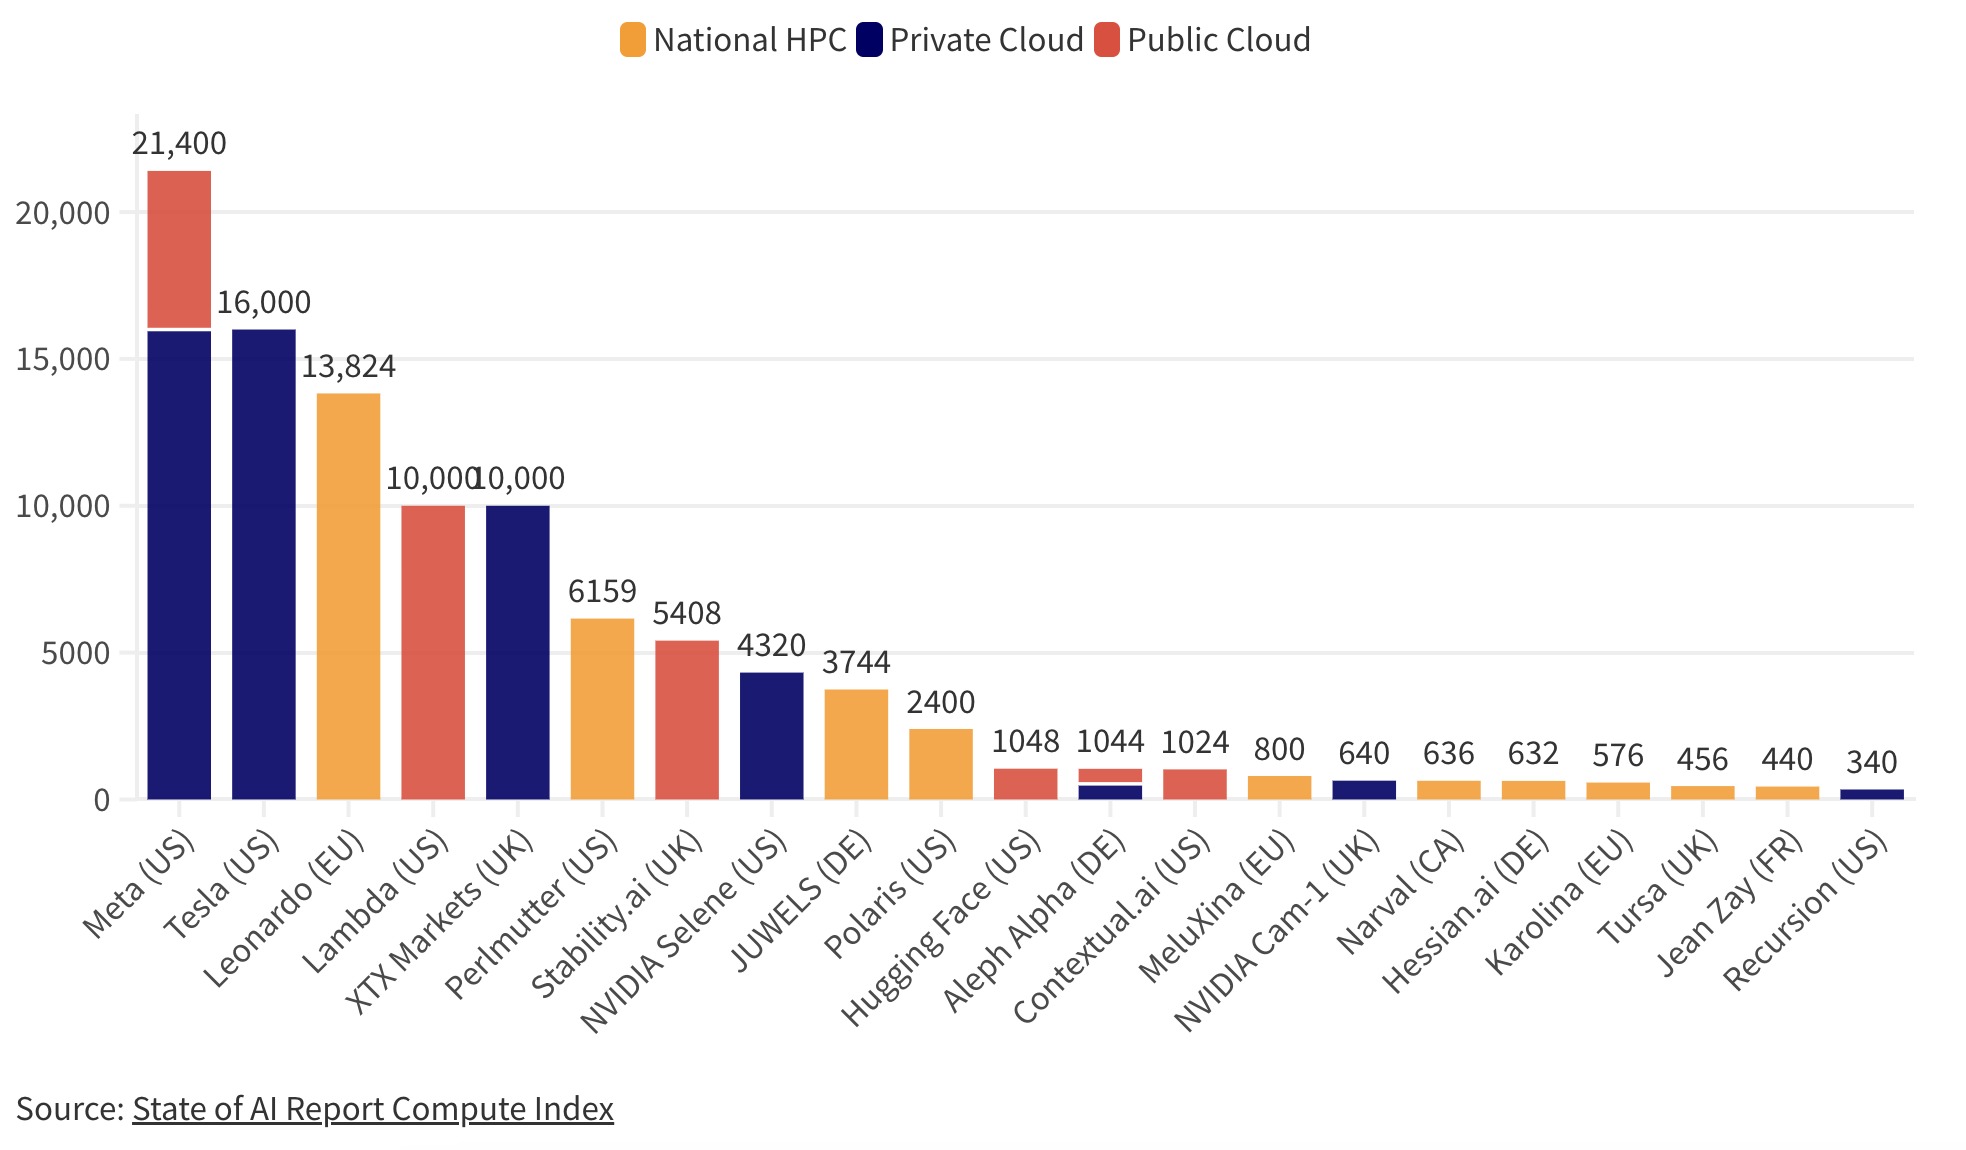 National HPC Private Cloud Public Cloud
21,400
20,000
16,000
15,000
13,824
10,000 10,000
10,000
6159
5408
5000
4320
3744
2400
1048 1044 1024 800 640 636 632 576 456 440 340
0
Meta (US)
Tesla (US)
Leonardo (EU)
Lambda (US)
XTX Markets (UK)
Perlmutter (US)
Stability.ai (UK)
NVIDIA Selene (US)
JUWELS (DE)
Polaris (US)
Hugging Face (US)
Aleph Alpha (DE)
Contextual.ai (US)
MeluXina (EU)
NVIDIA Cam-1 (UK)
Narval (CA)
Hessian.ai (DE)
Karolina (EU)
Tursa (UK)
Jean Zay (FR)
Recursion (US)
Source: State of AI Report Compute Index